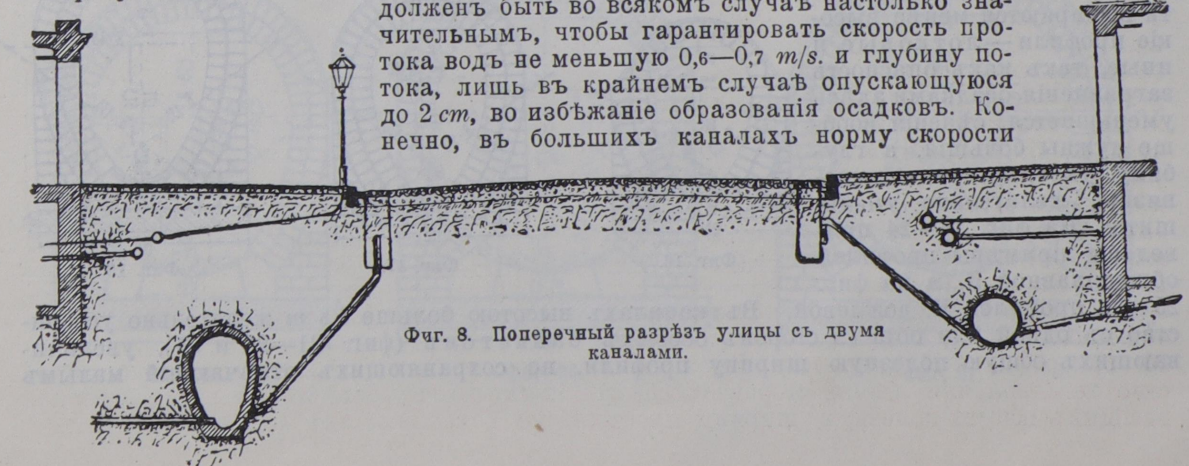 долженъ быть во всякомъ случаѣ настолько зна-
чительнымъ, чтобы гарантировать скорость про-
тока водъ не меньшую 0,6—0,7 m/s. и глубину по-
тока, лишь въ крайнемъ случаѣ опускающуюся
до 2 cm, во избѣжаніе образованія осадковъ. Ко-
нечно, въ большихъ каналахъ норму скорости
Фиг. 8. Поперечный разрѣзъ улицы съ двумя
каналами.